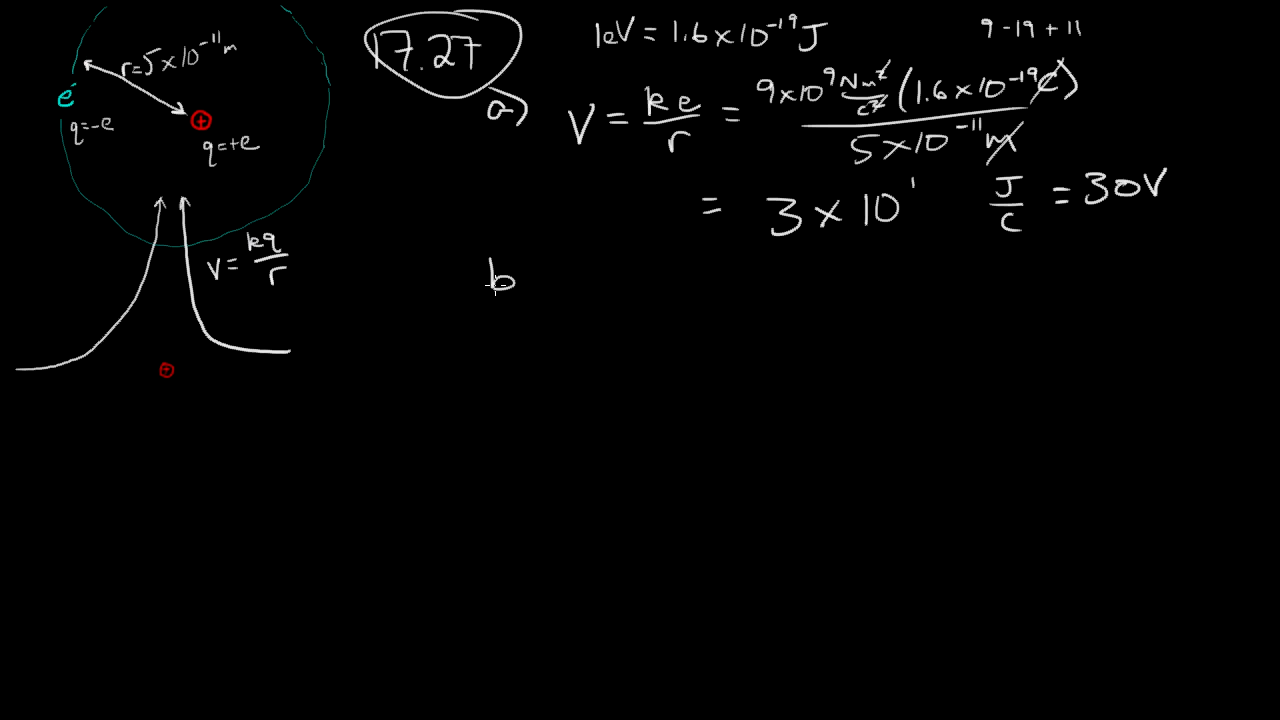 r=5×10⁻¹¹m
e⁻
q=-e
+
q=+e
V=kq/r
+
17.27
1eV = 1.6×10⁻¹⁹J
9-19+11
a)
V = ke/r = 9×10⁹ Nm²/C² (1.6×10⁻¹⁹C) / 5×10⁻¹¹m
= 3×10¹ J/C = 30V
b